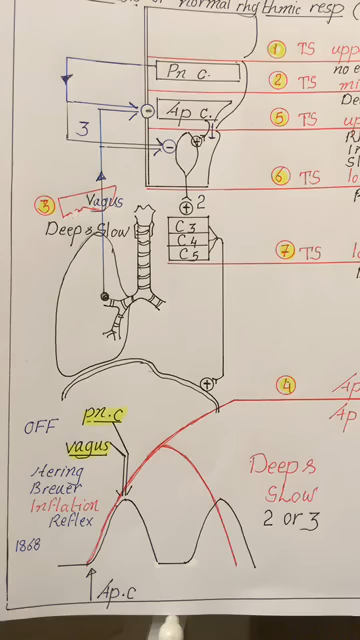 of normal rhythmic resp (
① TS upp
Pn c.
no e
② TS mi
De
Ap c.
⑤ TS up
3
⑥ TS lo
③ Vagus
Deep & Slow
2
C3
C4
C5
⑦ TS lo
④ Ap
Ap
OFF
pn.c
vagus
Hering
Breuer
Inflation
Reflex
1868
Deep &
Slow
2 or 3
Ap.c